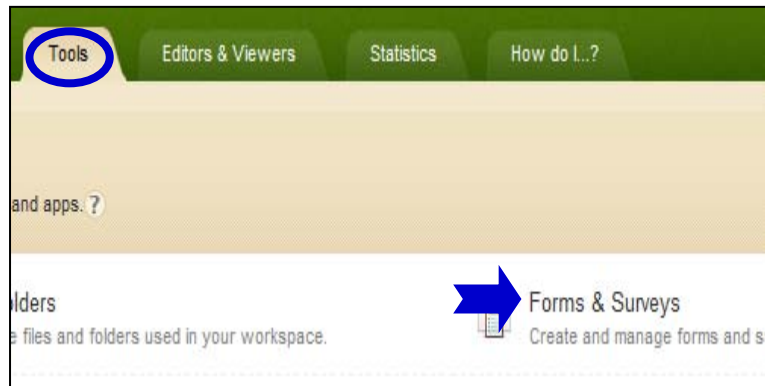 Tools Editors & Viewers Statistics How do I...?
and apps. ?
lders Forms & Surveys
e files and folders used in your workspace. Create and manage forms and s